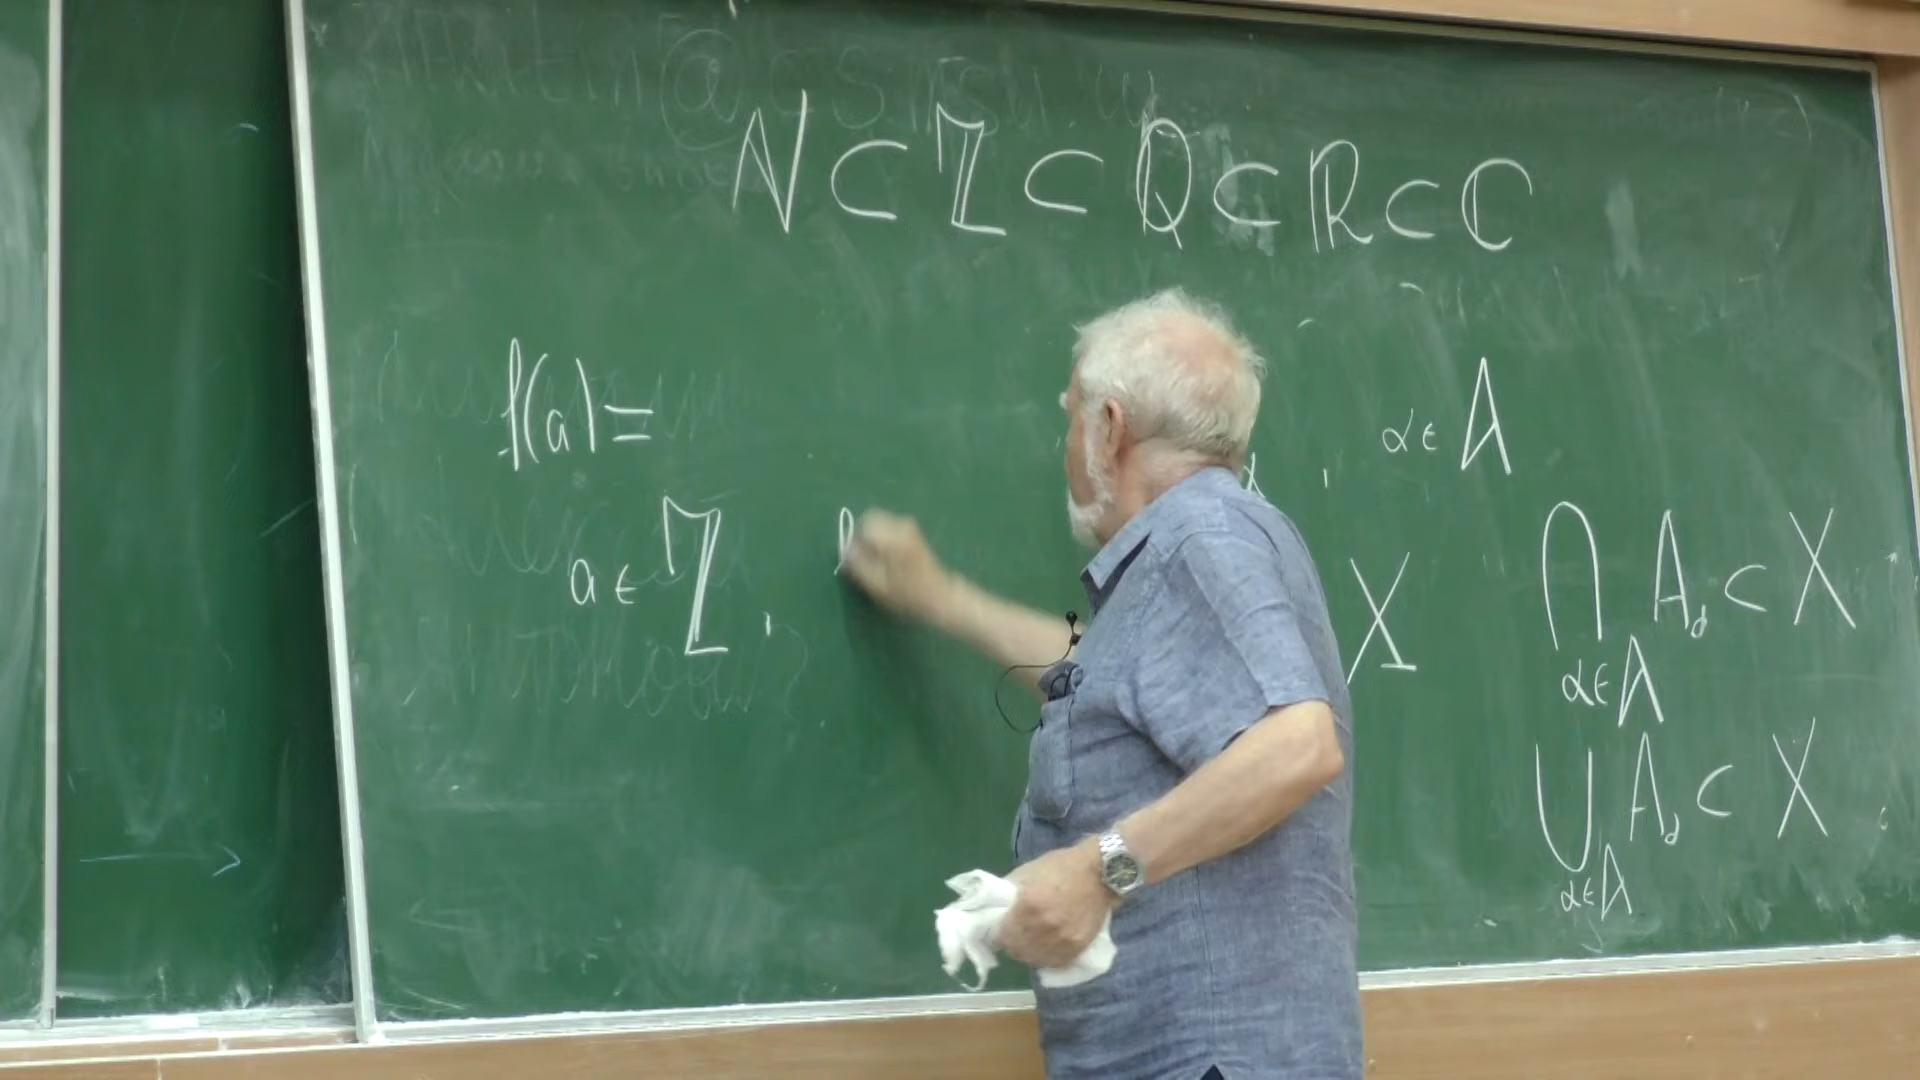 ℕ ⊂ ℤ ⊂ ℚ ⊂ ℝ ⊂ ℂ
f(a) =
a ∈ ℤ,
α ∈ A
X
⋂ A_α ⊂ X
α ∈ A
⋃ A_α ⊂ X
α ∈ A